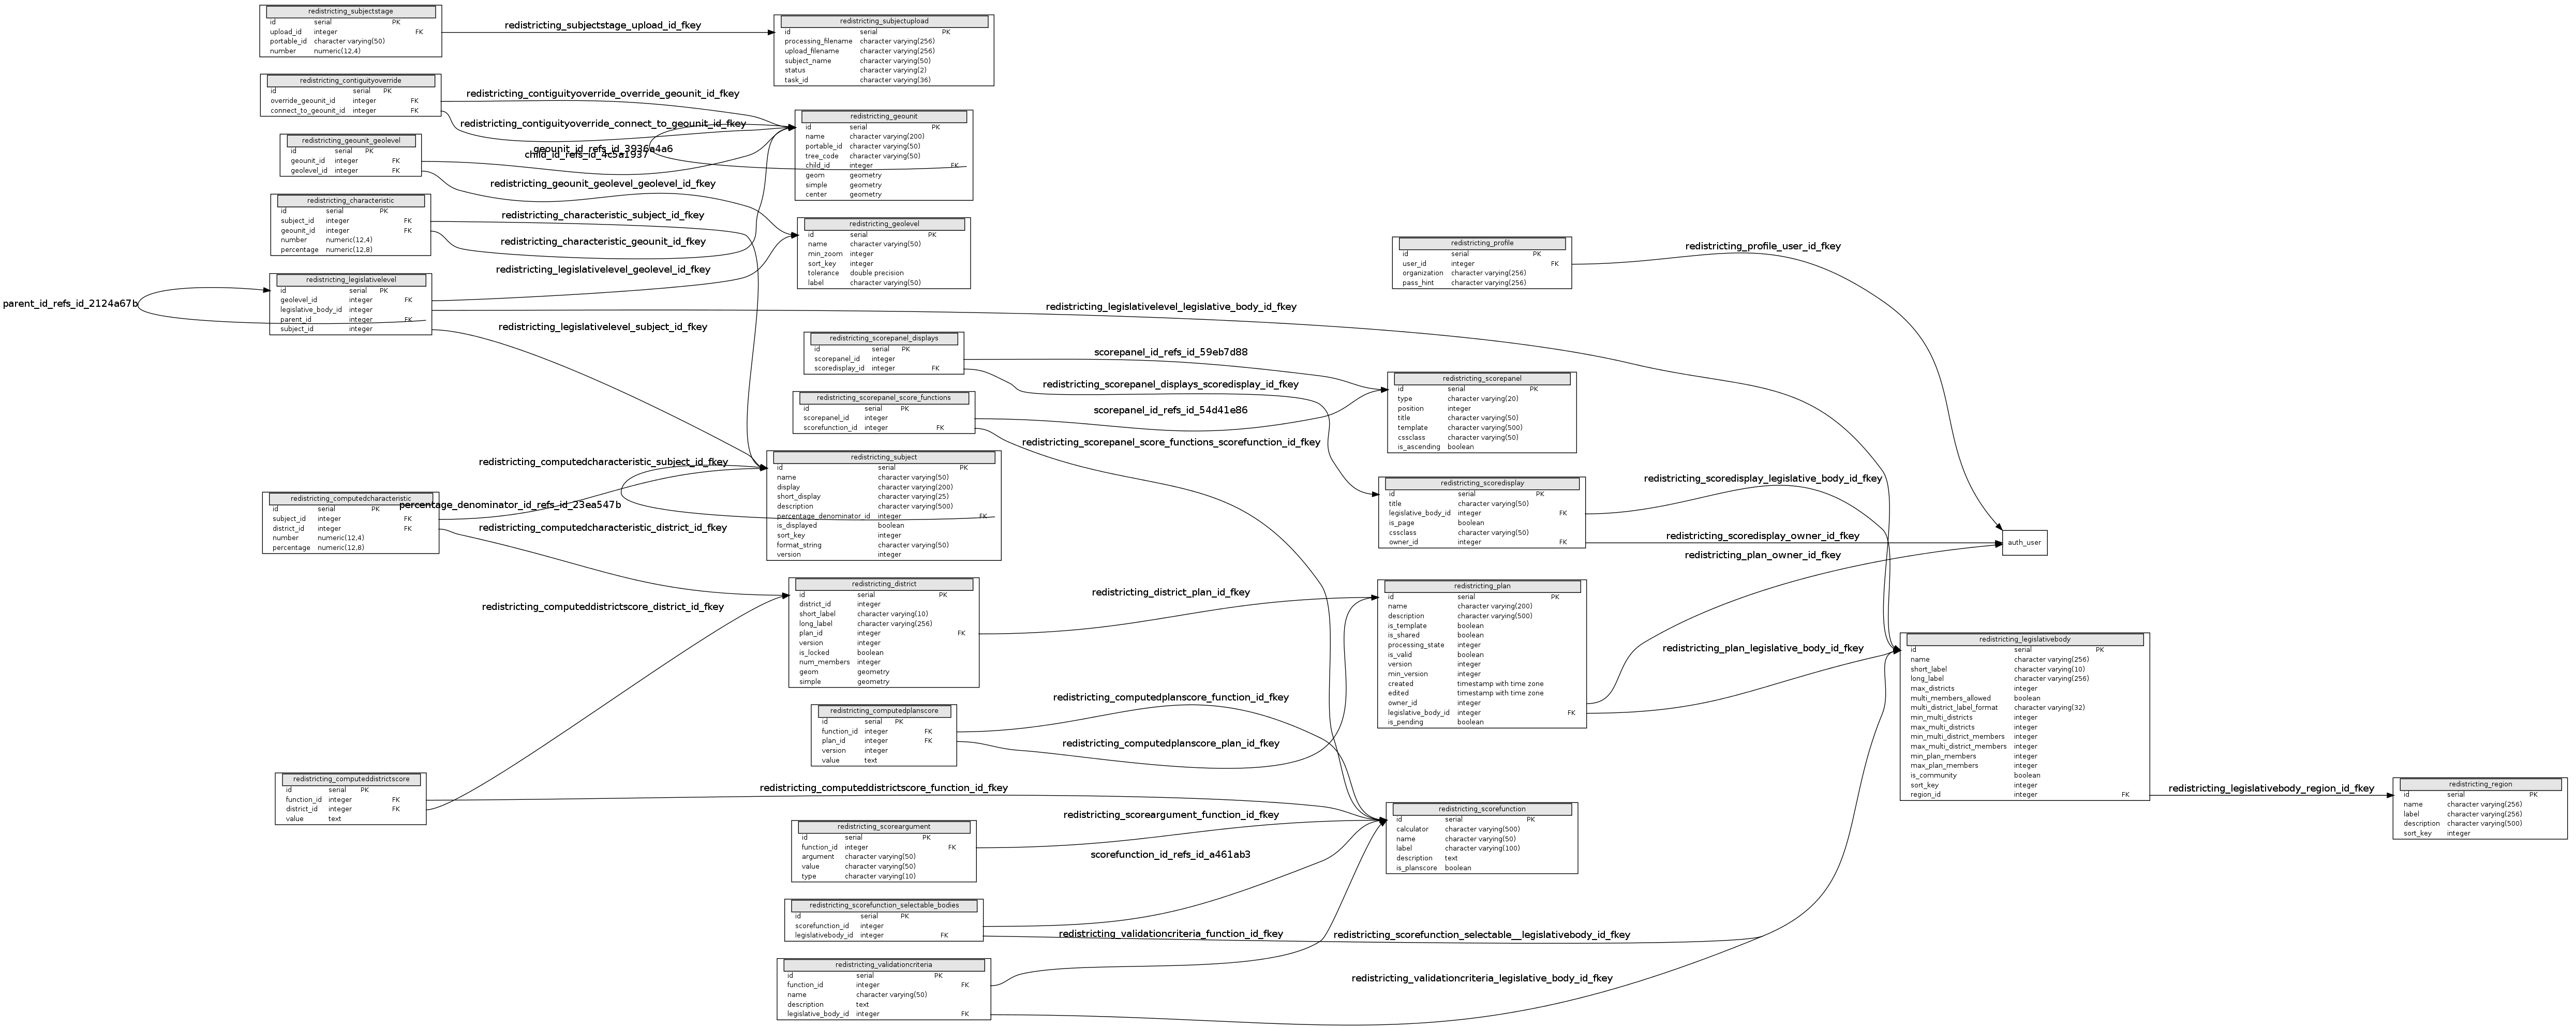 redistricting_subjectstage
id serial PK
upload_id integer FK
portable_id character varying(50)
number numeric(12,4)
redistricting_subjectstage_upload_id_fkey
redistricting_subjectupload
id serial PK
processing_filename character varying(256)
upload_filename character varying(256)
subject_name character varying(50)
status character varying(2)
task_id character varying(36)
redistricting_contiguityoverride
id serial PK
override_geounit_id integer FK
connect_to_geounit_id integer FK
redistricting_contiguityoverride_override_geounit_id_fkey
redistricting_contiguityoverride_connect_to_geounit_id_fkey
redistricting_geounit
id serial PK
name character varying(200)
portable_id character varying(50)
tree_code character varying(50)
child_id integer FK
geom geometry
simple geometry
center geometry
redistricting_geounit_geolevel
id serial PK
geounit_id integer FK
geolevel_id integer FK
geounit_id_refs_id_3936a4a6
child_id_refs_id_4c5a1937
redistricting_geounit_geolevel_geolevel_id_fkey
redistricting_characteristic
id serial PK
subject_id integer FK
geounit_id integer FK
number numeric(12,4)
percentage numeric(12,8)
redistricting_characteristic_subject_id_fkey
redistricting_characteristic_geounit_id_fkey
redistricting_geolevel
id serial PK
name character varying(50)
min_zoom integer
sort_key integer
tolerance double precision
label character varying(50)
redistricting_profile
id serial PK
user_id integer FK
organization character varying(256)
pass_hint character varying(256)
redistricting_profile_user_id_fkey
parent_id_refs_id_2124a67b
redistricting_legislativelevel
id serial PK
geolevel_id integer FK
legislative_body_id integer
parent_id integer FK
subject_id integer
redistricting_legislativelevel_geolevel_id_fkey
redistricting_legislativelevel_legislative_body_id_fkey
redistricting_legislativelevel_subject_id_fkey
redistricting_scorepanel_displays
id serial PK
scorepanel_id integer
scoredisplay_id integer FK
scorepanel_id_refs_id_59eb7d88
redistricting_scorepanel_displays_scoredisplay_id_fkey
redistricting_scorepanel
id serial PK
type character varying(20)
position integer
title character varying(50)
template character varying(500)
cssclass character varying(50)
is_ascending boolean
redistricting_scorepanel_score_functions
id serial PK
scorepanel_id integer
scorefunction_id integer FK
scorepanel_id_refs_id_54d41e86
redistricting_scorepanel_score_functions_scorefunction_id_fkey
redistricting_subject
id serial PK
name character varying(50)
display character varying(200)
short_display character varying(25)
description character varying(500)
percentage_denominator_id integer FK
is_displayed boolean
sort_key integer
format_string character varying(50)
version integer
redistricting_computedcharacteristic_subject_id_fkey
redistricting_computedcharacteristic
id serial PK
subject_id integer FK
district_id integer FK
number numeric(12,4)
percentage numeric(12,8)
percentage_denominator_id_refs_id_23ea547b
redistricting_computedcharacteristic_district_id_fkey
redistricting_scoredisplay
id serial PK
title character varying(50)
legislative_body_id integer FK
is_page boolean
cssclass character varying(50)
owner_id integer FK
redistricting_scoredisplay_legislative_body_id_fkey
redistricting_scoredisplay_owner_id_fkey
redistricting_plan_owner_id_fkey
auth_user
redistricting_computeddistrictscore_district_id_fkey
redistricting_district
id serial PK
district_id integer
short_label character varying(10)
long_label character varying(256)
plan_id integer FK
version integer
is_locked boolean
num_members integer
geom geometry
simple geometry
redistricting_district_plan_id_fkey
redistricting_plan
id serial PK
name character varying(200)
description character varying(500)
is_template boolean
is_shared boolean
processing_state integer
is_valid boolean
version integer
min_version integer
created timestamp with time zone
edited timestamp with time zone
owner_id integer
legislative_body_id integer FK
is_pending boolean
redistricting_plan_legislative_body_id_fkey
redistricting_legislativebody
id serial PK
name character varying(256)
short_label character varying(10)
long_label character varying(256)
max_districts integer
multi_members_allowed boolean
multi_district_label_format character varying(32)
min_multi_districts integer
max_multi_districts integer
min_multi_district_members integer
max_multi_district_members integer
min_plan_members integer
max_plan_members integer
is_community boolean
sort_key integer
region_id integer FK
redistricting_computedplanscore
id serial PK
function_id integer FK
plan_id integer FK
version integer
value text
redistricting_computedplanscore_function_id_fkey
redistricting_computedplanscore_plan_id_fkey
redistricting_computeddistrictscore
id serial PK
function_id integer FK
district_id integer FK
value text
redistricting_computeddistrictscore_function_id_fkey
redistricting_legislativebody_region_id_fkey
redistricting_region
id serial PK
name character varying(256)
label character varying(256)
description character varying(500)
sort_key integer
redistricting_scoreargument
id serial PK
function_id integer FK
argument character varying(50)
value character varying(50)
type character varying(10)
redistricting_scoreargument_function_id_fkey
scorefunction_id_refs_id_a461ab3
redistricting_scorefunction
id serial PK
calculator character varying(500)
name character varying(50)
label character varying(100)
description text
is_planscore boolean
redistricting_scorefunction_selectable_bodies
id serial PK
scorefunction_id integer
legislativebody_id integer FK
redistricting_validationcriteria_function_id_fkey
redistricting_scorefunction_selectable__legislativebody_id_fkey
redistricting_validationcriteria
id serial PK
function_id integer FK
name character varying(50)
description text
legislative_body_id integer FK
redistricting_validationcriteria_legislative_body_id_fkey